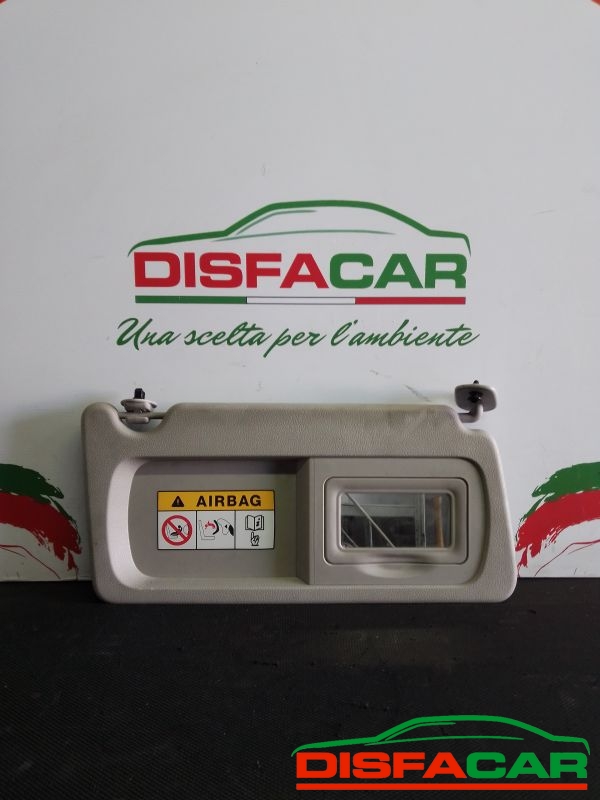 DISFACAR
Una scelta per l'ambiente
AIRBAG
DISFACAR